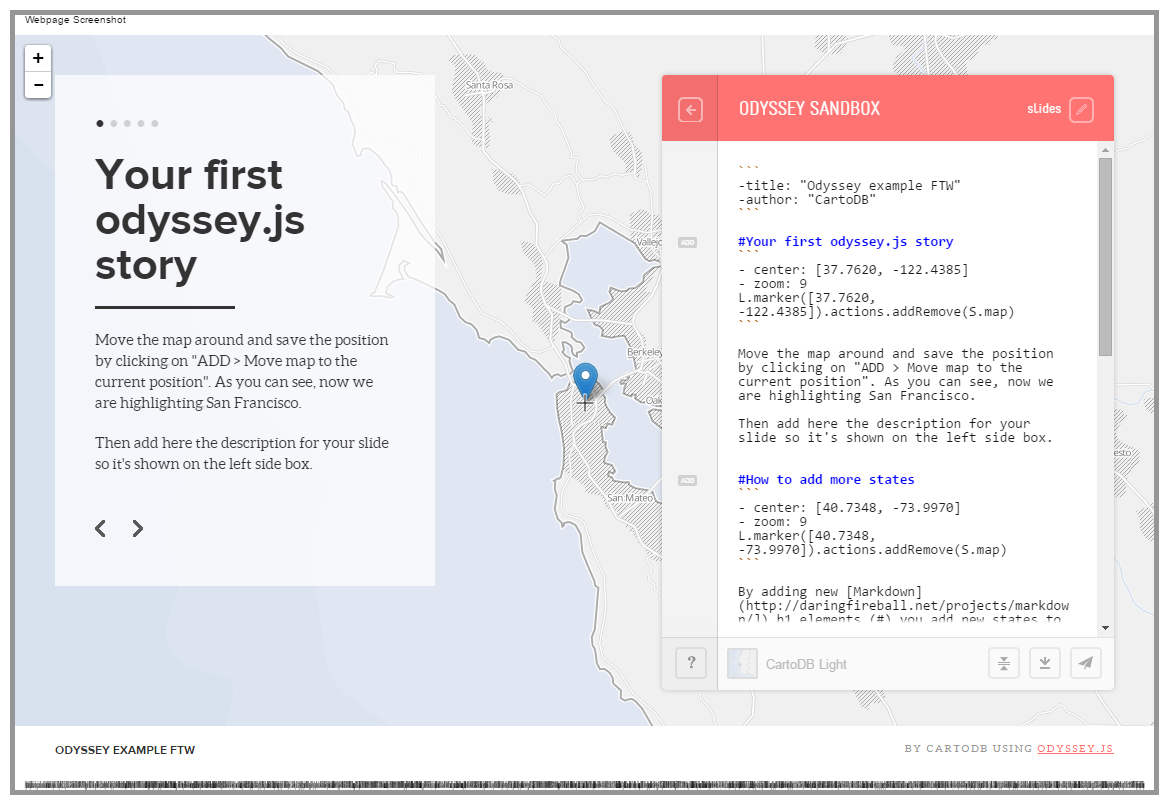 Webpage Screenshot
+
−
Santa Rosa
Vallejo
Berkeley
San Mateo
Your first
odyssey.js
story
Move the map around and save the position
by clicking on "ADD > Move map to the
current position". As you can see, now we
are highlighting San Francisco.
Then add here the description for your slide
so it's shown on the left side box.
ODYSSEY SANDBOX
slides
```
-title: "Odyssey example FTW"
-author: "CartoDB"
```
ADD
#Your first odyssey.js story
```
- center: [37.7620, -122.4385]
- zoom: 9
L.marker([37.7620,
-122.4385]).actions.addRemove(S.map)
```
Move the map around and save the position
by clicking on "ADD > Move map to the
current position". As you can see, now we
are highlighting San Francisco.
Then add here the description for your
slide so it's shown on the left side box.
ADD
#How to add more states
```
- center: [40.7348, -73.9970]
- zoom: 9
L.marker([40.7348,
-73.9970]).actions.addRemove(S.map)
```
By adding new [Markdown]
(http://daringfireball.net/projects/markdow
n/]) h1 elements (#) you add new states to
?
CartoDB Light
ODYSSEY EXAMPLE FTW
BY CARTODB USING ODYSSEY.JS